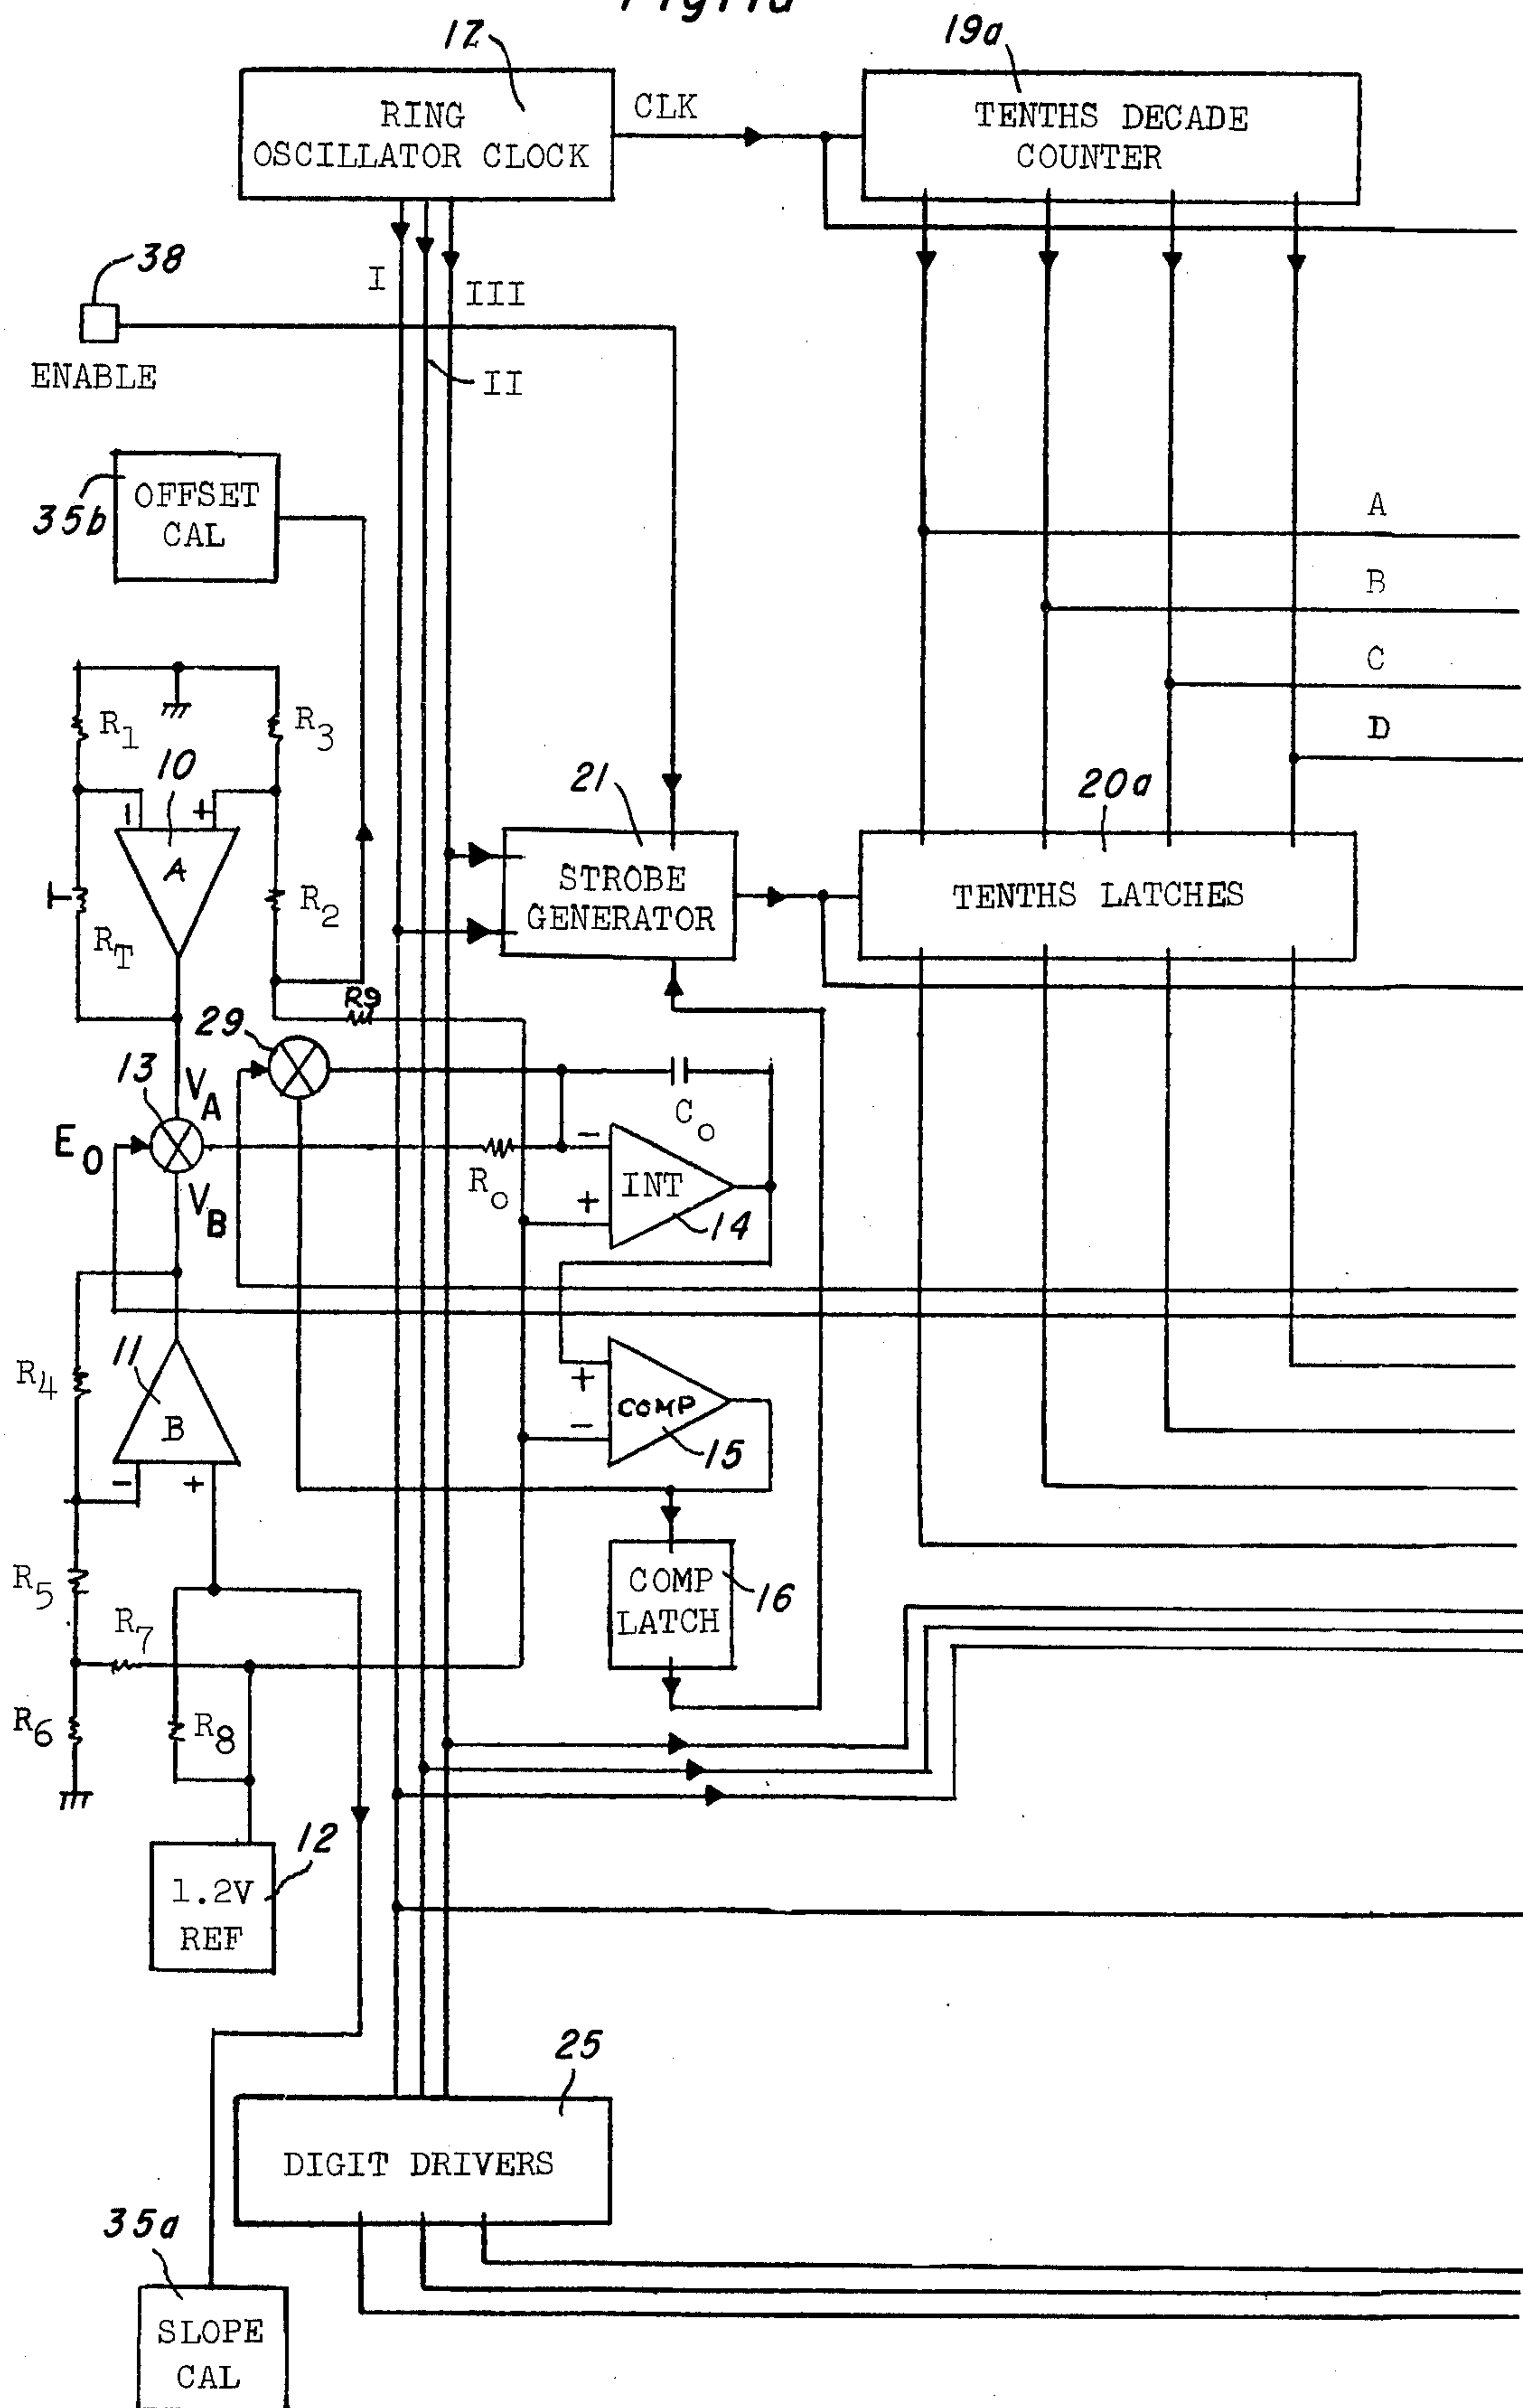 17
19a
RING
OSCILLATOR CLOCK
CLK
TENTHS DECADE
COUNTER
38
I
III
ENABLE
II
35b
OFFSET
CAL
A
B
C
D
R1
R3
10
-
+
A
R2
RT
21
STROBE
GENERATOR
20a
TENTHS LATCHES
R9
29
13
VA
EO
VB
CO
RO
-
+
INT
14
R4
11
B
-
+
+
-
COMP
15
R5
R7
COMP
LATCH
16
R6
R8
12
1.2V
REF
25
DIGIT DRIVERS
35a
SLOPE
CAL